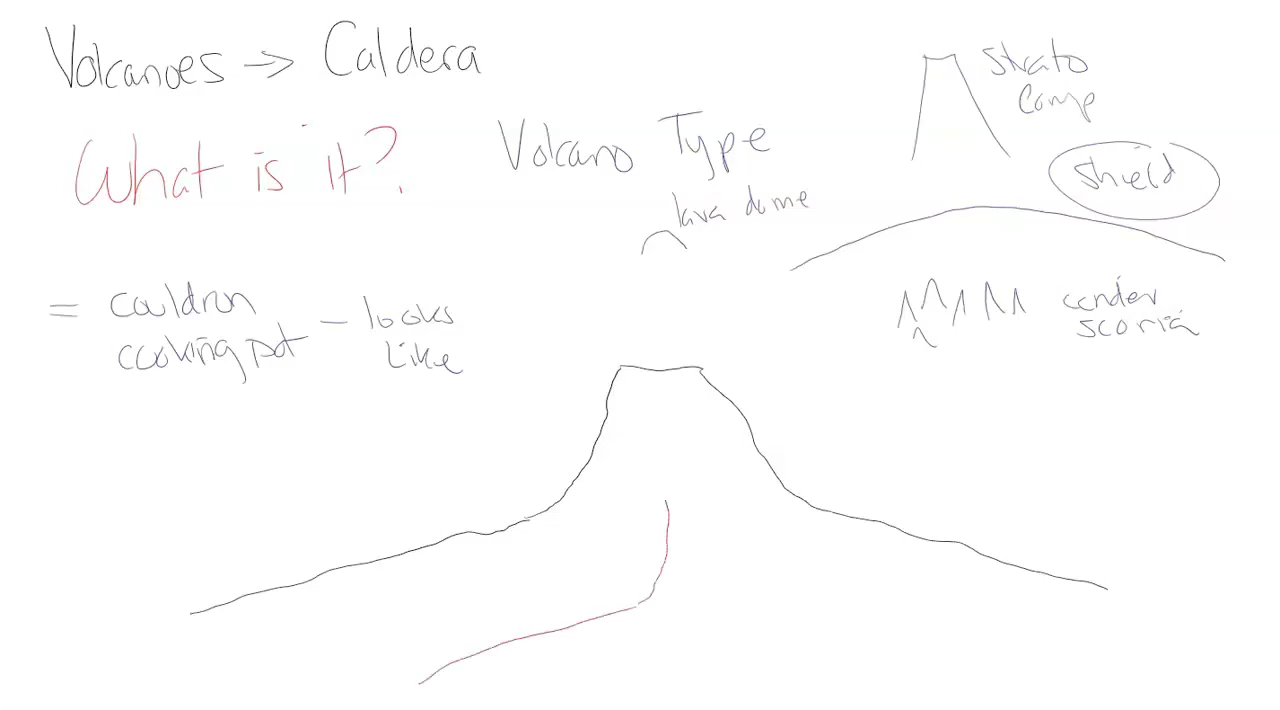 Volcanoes → Caldera
What is it?
Volcano Type
lava dome
Strato
Comp
Shield
cinder
scoria
= cauldron
cooking pot
- looks
like